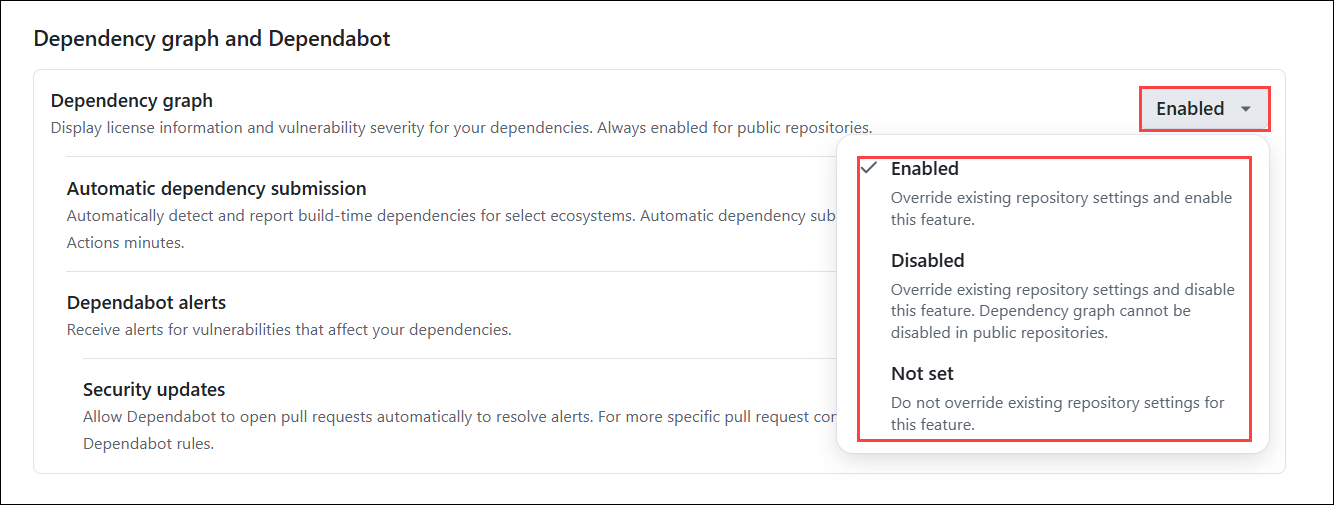 Dependency graph and Dependabot
Dependency graph
Enabled
Display license information and vulnerability severity for your dependencies. Always enabled for public repositories.
Automatic dependency submission
Automatically detect and report build-time dependencies for select ecosystems. Automatic dependency sub
Actions minutes.
Dependabot alerts
Receive alerts for vulnerabilities that affect your dependencies.
Security updates
Allow Dependabot to open pull requests automatically to resolve alerts. For more specific pull request con
Dependabot rules.
Enabled
Override existing repository settings and enable
this feature.
Disabled
Override existing repository settings and disable
this feature. Dependency graph cannot be
disabled in public repositories.
Not set
Do not override existing repository settings for
this feature.